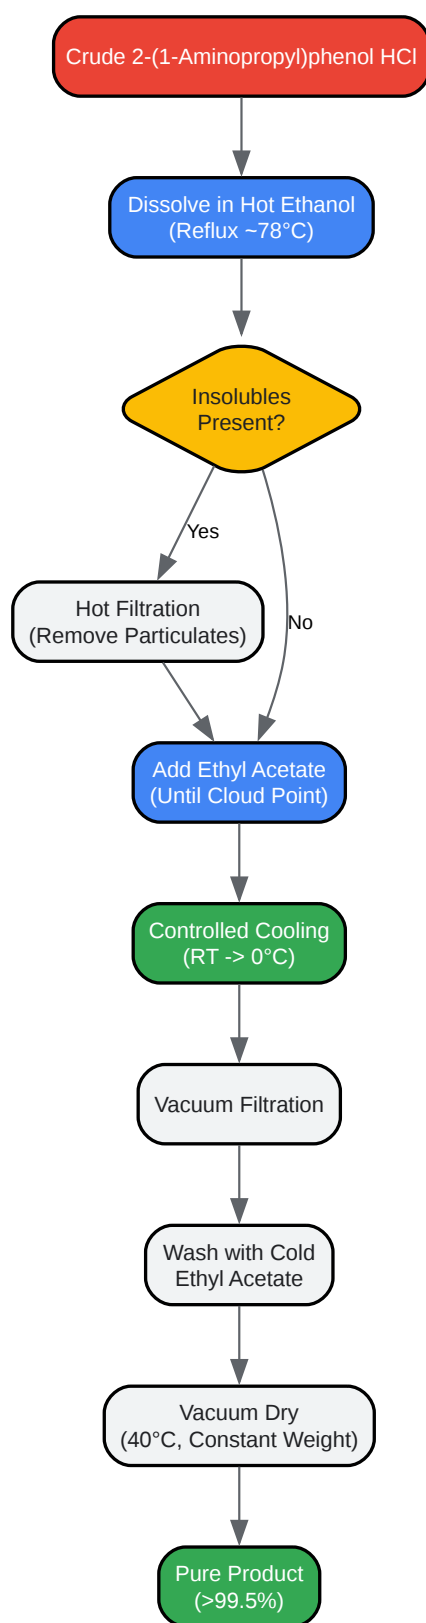 Crude 2-(1-Aminopropyl)phenol HCl
Dissolve in Hot Ethanol
(Reflux ~78°C)
Insolubles
Present?
Yes
Hot Filtration
(Remove Particulates)
No
Add Ethyl Acetate
(Until Cloud Point)
Controlled Cooling
(RT -> 0°C)
Vacuum Filtration
Wash with Cold
Ethyl Acetate
Vacuum Dry
(40°C, Constant Weight)
Pure Product
(>99.5%)